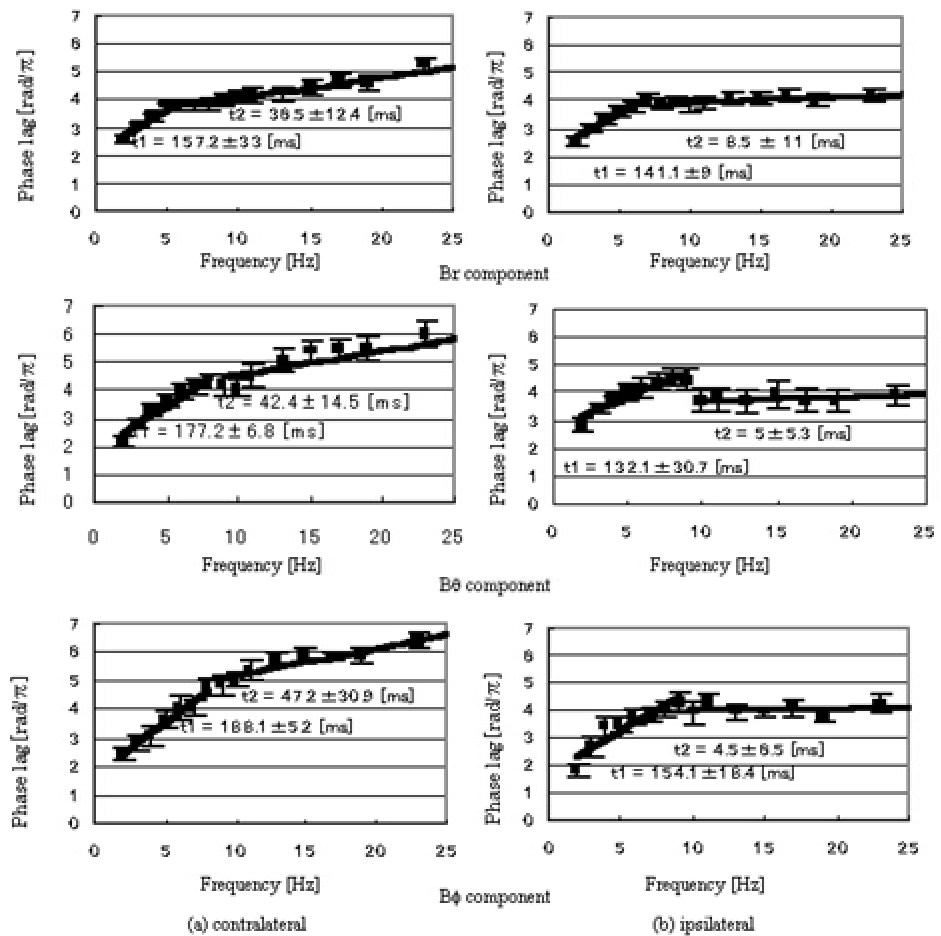 7
6
5
4
3
2
1
0
Phase lag [rad/π]
t2 = 36.5±12.4 [ms]
t1 = 157.2±33 [ms]
0 5 10 15 20 25
Frequency [Hz]
7
6
5
4
3
2
1
0
Phase lag [rad/π]
t2 = 8.5 ± 11 [ms]
t1 = 141.1±9 [ms]
0 5 10 15 20 25
Frequency [Hz]
Br component
7
6
5
4
3
2
1
0
Phase lag [rad/π]
t2 = 42.4±14.5 [ms]
t1 = 177.2±6.8 [ms]
0 5 10 15 20 25
Frequency [Hz]
7
6
5
4
3
2
1
0
Phase lag [rad/π]
t2 = 5±5.3 [ms]
t1 = 132.1±30.7 [ms]
0 5 10 15 20 25
Frequency [Hz]
Bθ component
7
6
5
4
3
2
1
0
Phase lag [rad/π]
t2 = 47.2±30.9 [ms]
t1 = 188.1±52 [ms]
0 5 10 15 20 25
Frequency [Hz]
7
6
5
4
3
2
1
0
Phase lag [rad/π]
t2 = 4.5±6.5 [ms]
t1 = 154.1±18.4 [ms]
0 5 10 15 20 25
Frequency [Hz]
Bϕ component
(a) contralateral
(b) ipsilateral